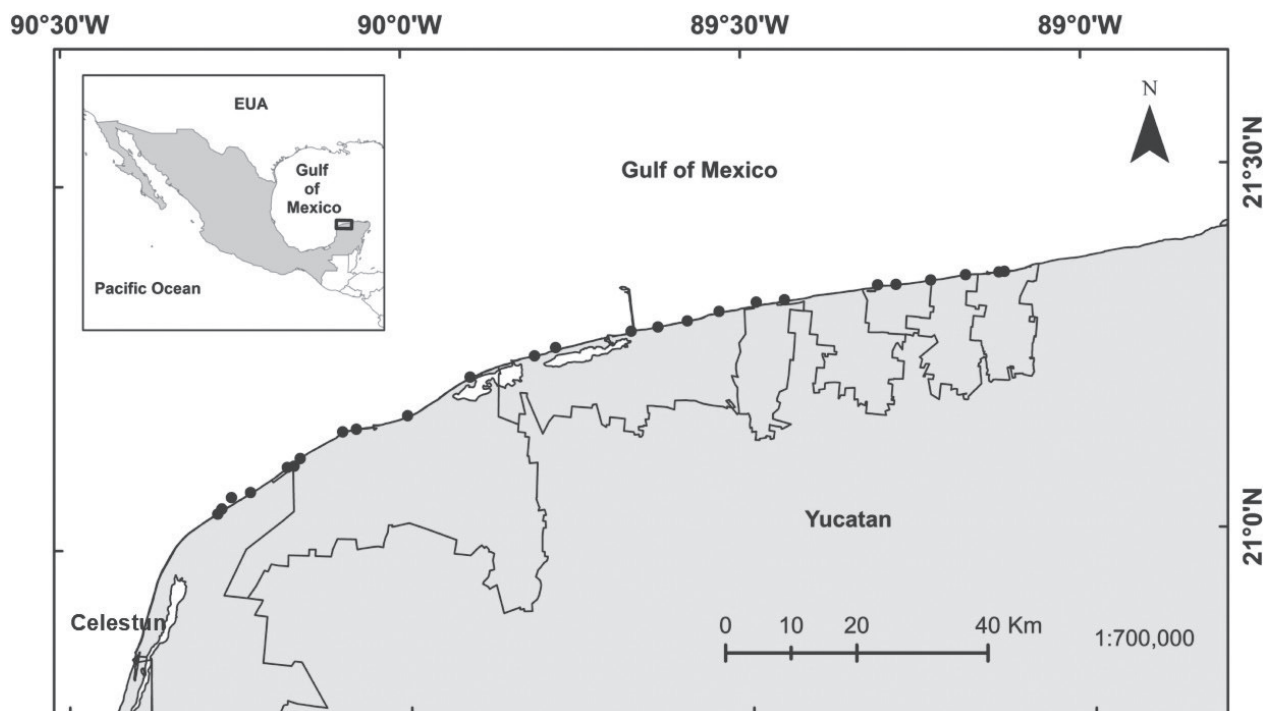 90°30'W 90°0'W 89°30'W 89°0'W
N
EUA
Gulf
of
Mexico
Pacific Ocean
Gulf of Mexico
21°30'N
Yucatan
21°0'N
Celestun
0 10 20 40 Km
1:700,000